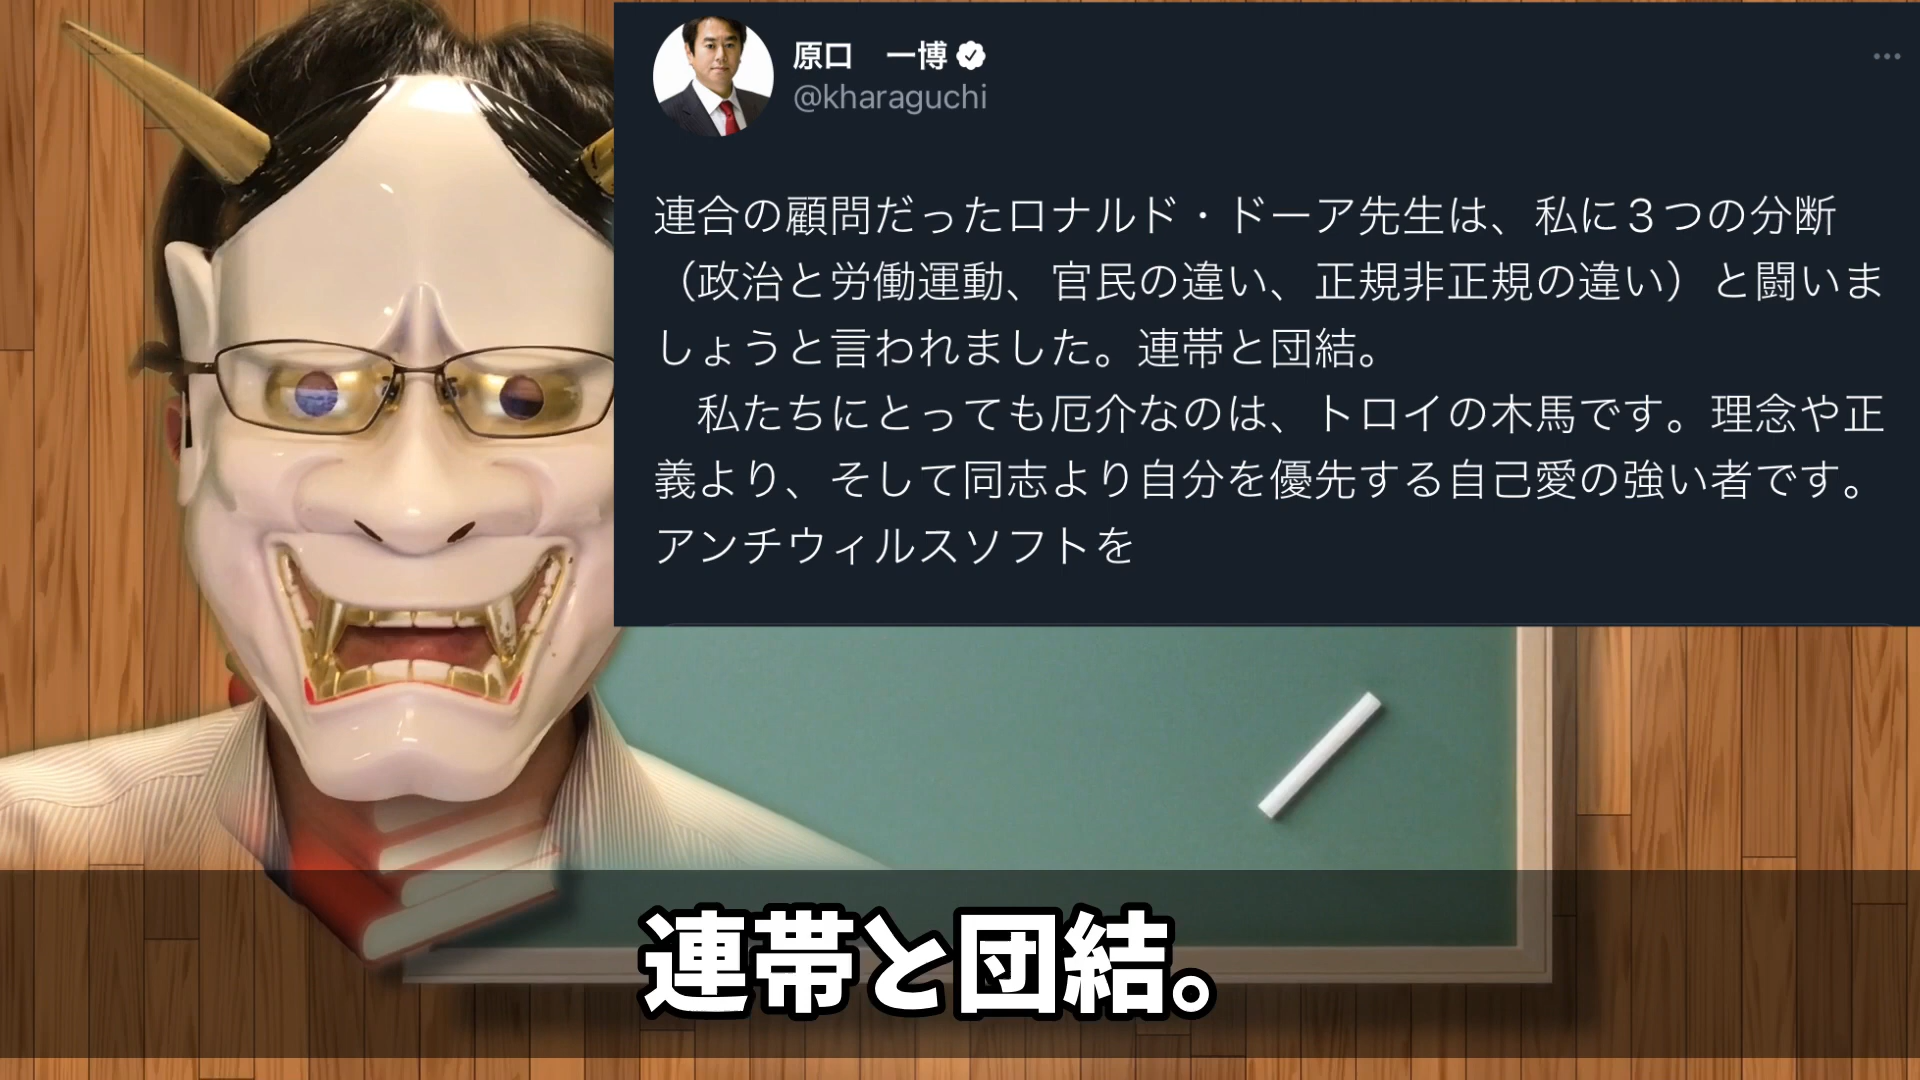 原口　一博
@kharaguchi
連合の顧問だったロナルド・ドーア先生は、私に３つの分断
（政治と労働運動、官民の違い、正規非正規の違い）と闘いま
しょうと言われました。連帯と団結。
　私たちにとっても厄介なのは、トロイの木馬です。理念や正
義より、そして同志より自分を優先する自己愛の強い者です。
アンチウィルスソフトを
連帯と団結。